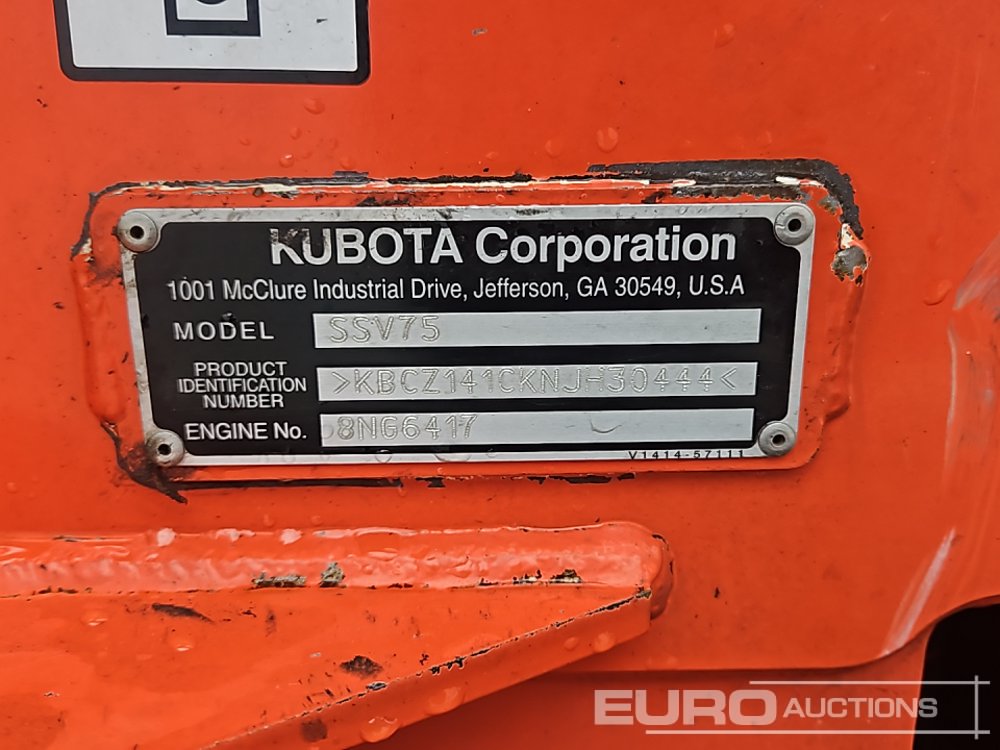 KUBOTA Corporation
1001 McClure Industrial Drive, Jefferson, GA 30549, U.S.A
MODEL SSV75
PRODUCT
IDENTIFICATION
NUMBER >KBCZ141CKNJH30444<
ENGINE No. 8NG6417
V1414-57111
EURO AUCTIONS